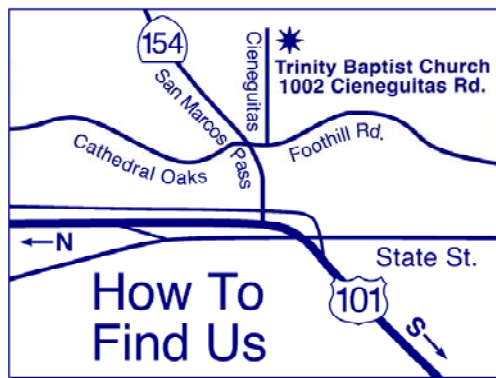 154
Cieneguitas
Trinity Baptist Church
1002 Cieneguitas Rd.
San Marcos
Pass
Cathedral Oaks
Foothill Rd.
←N
State St.
How To
Find Us
101
S→